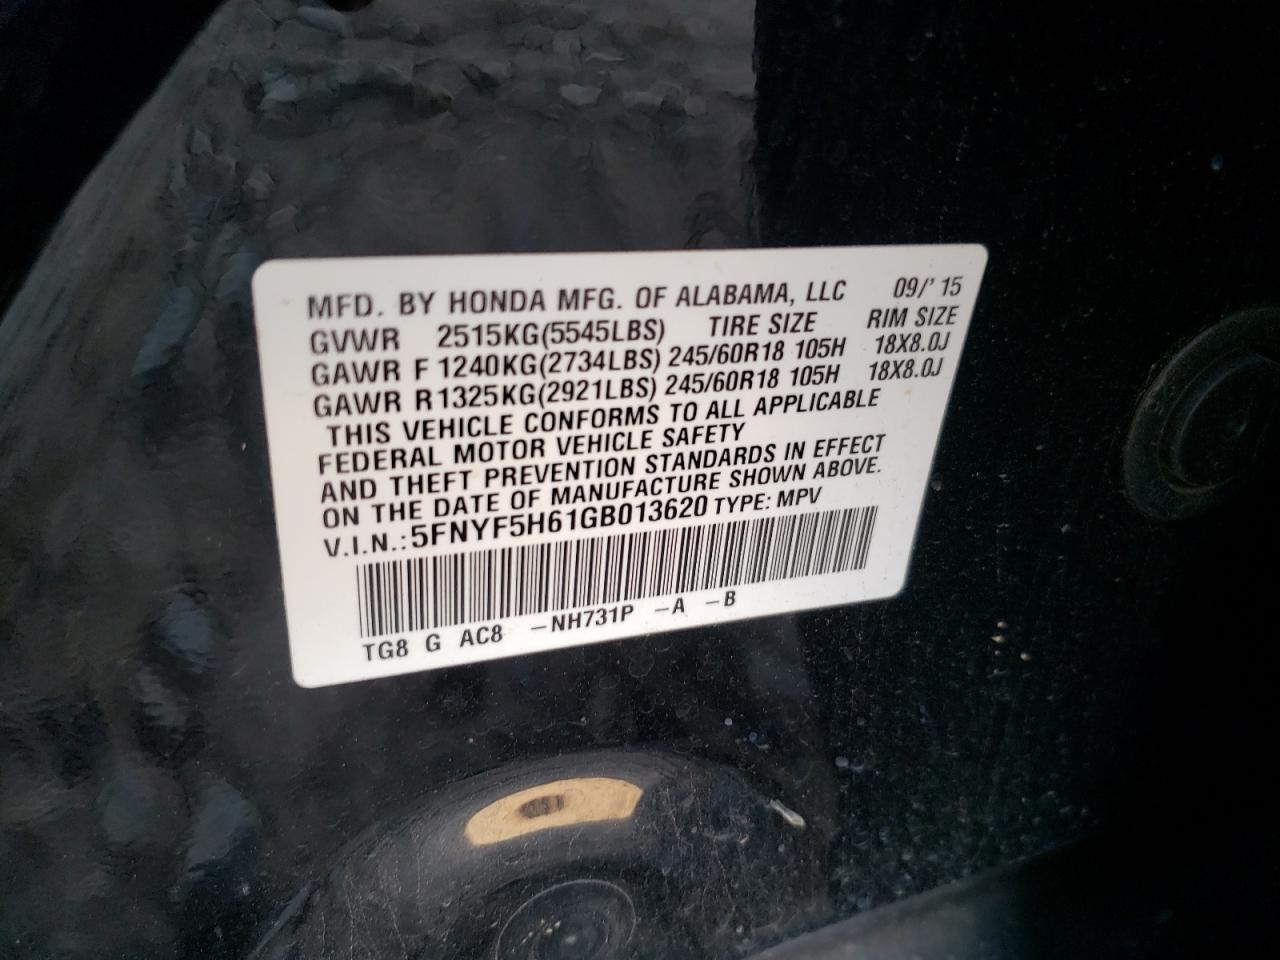 MFD. BY HONDA MFG. OF ALABAMA, LLC 09/'15
GVWR 2515KG(5545LBS) TIRE SIZE RIM SIZE
GAWR F 1240KG(2734LBS) 245/60R18 105H 18X8.0J
GAWR R 1325KG(2921LBS) 245/60R18 105H 18X8.0J
THIS VEHICLE CONFORMS TO ALL APPLICABLE
FEDERAL MOTOR VEHICLE SAFETY
AND THEFT PREVENTION STANDARDS IN EFFECT
ON THE DATE OF MANUFACTURE SHOWN ABOVE.
V.I.N.: 5FNYF5H61GB013620 TYPE: MPV
TG8 G AC8 -NH731P -A -B